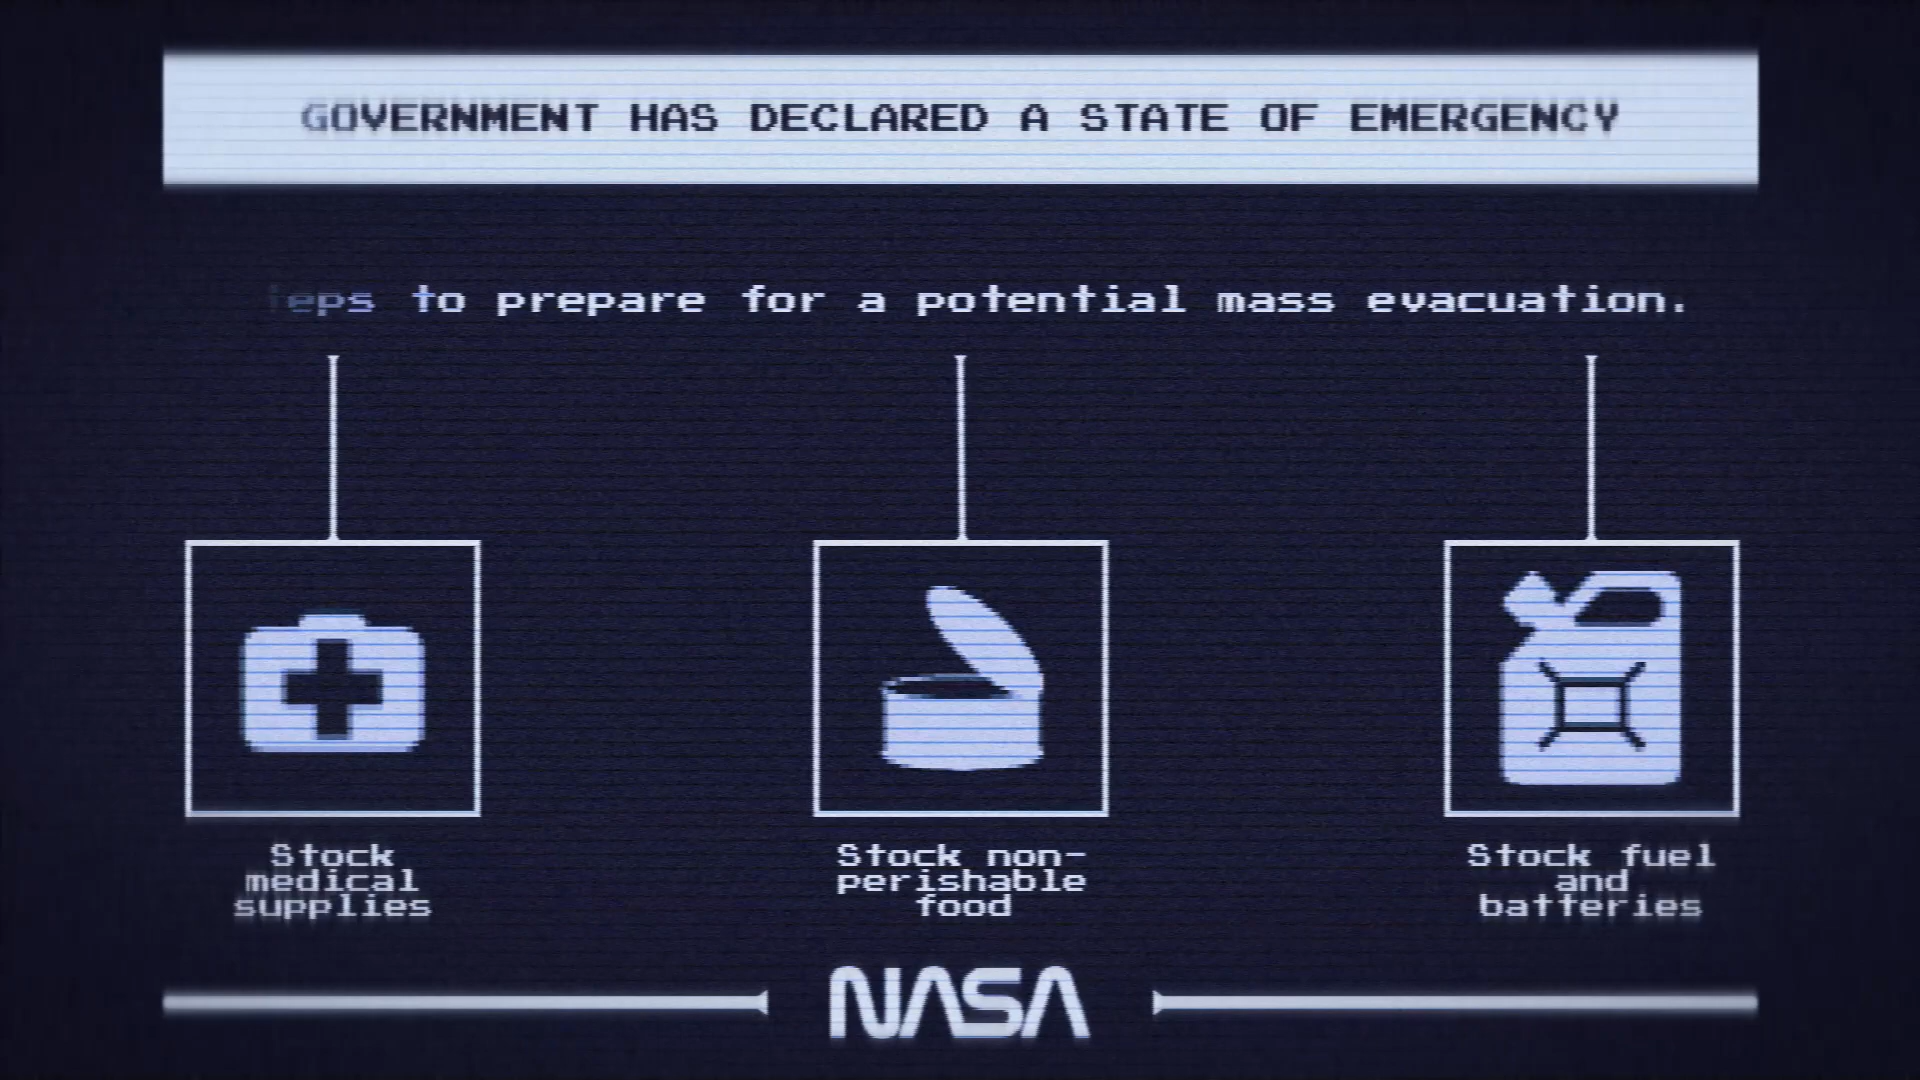 GOVERNMENT HAS DECLARED A STATE OF EMERGENCY
eps to prepare for a potential mass evacuation.
Stock
medical
supplies
Stock non-
perishable
food
Stock fuel
and
batteries
NASA